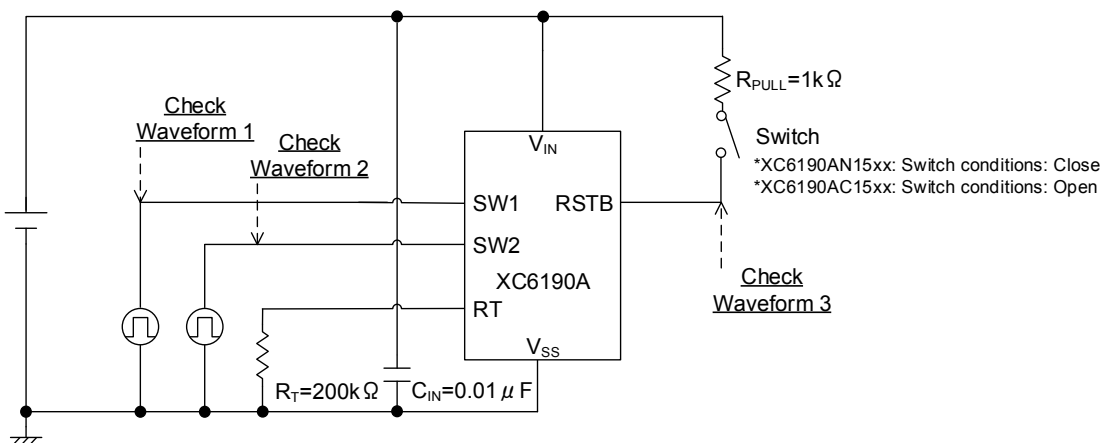 R_PULL=1kΩ
Check
Waveform 1
Check
Waveform 2
V_IN
Switch
*XC6190AN15xx: Switch conditions: Close
*XC6190AC15xx: Switch conditions: Open
SW1
RSTB
SW2
XC6190A
Check
Waveform 3
RT
V_SS
R_T=200kΩ
C_IN=0.01μF